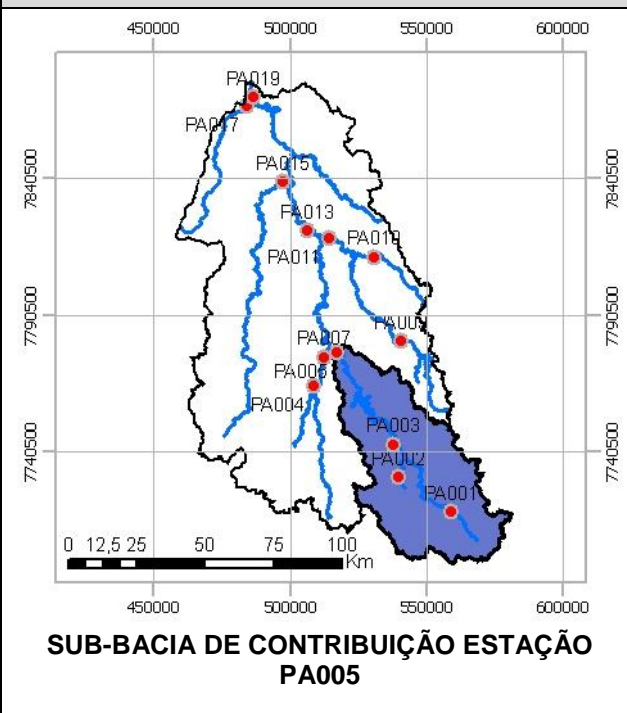 450000 500000 550000 600000
PA019
PA017
7840500 7840500
PA015
PA013
PA010
PA011
7790500 7790500
PA007
PA004
7740500 7740500
PA003
PA002
PA001
0 12,5 25 50 75 100
Km
450000 500000 550000 600000
SUB-BACIA DE CONTRIBUIÇÃO ESTAÇÃO
PA005